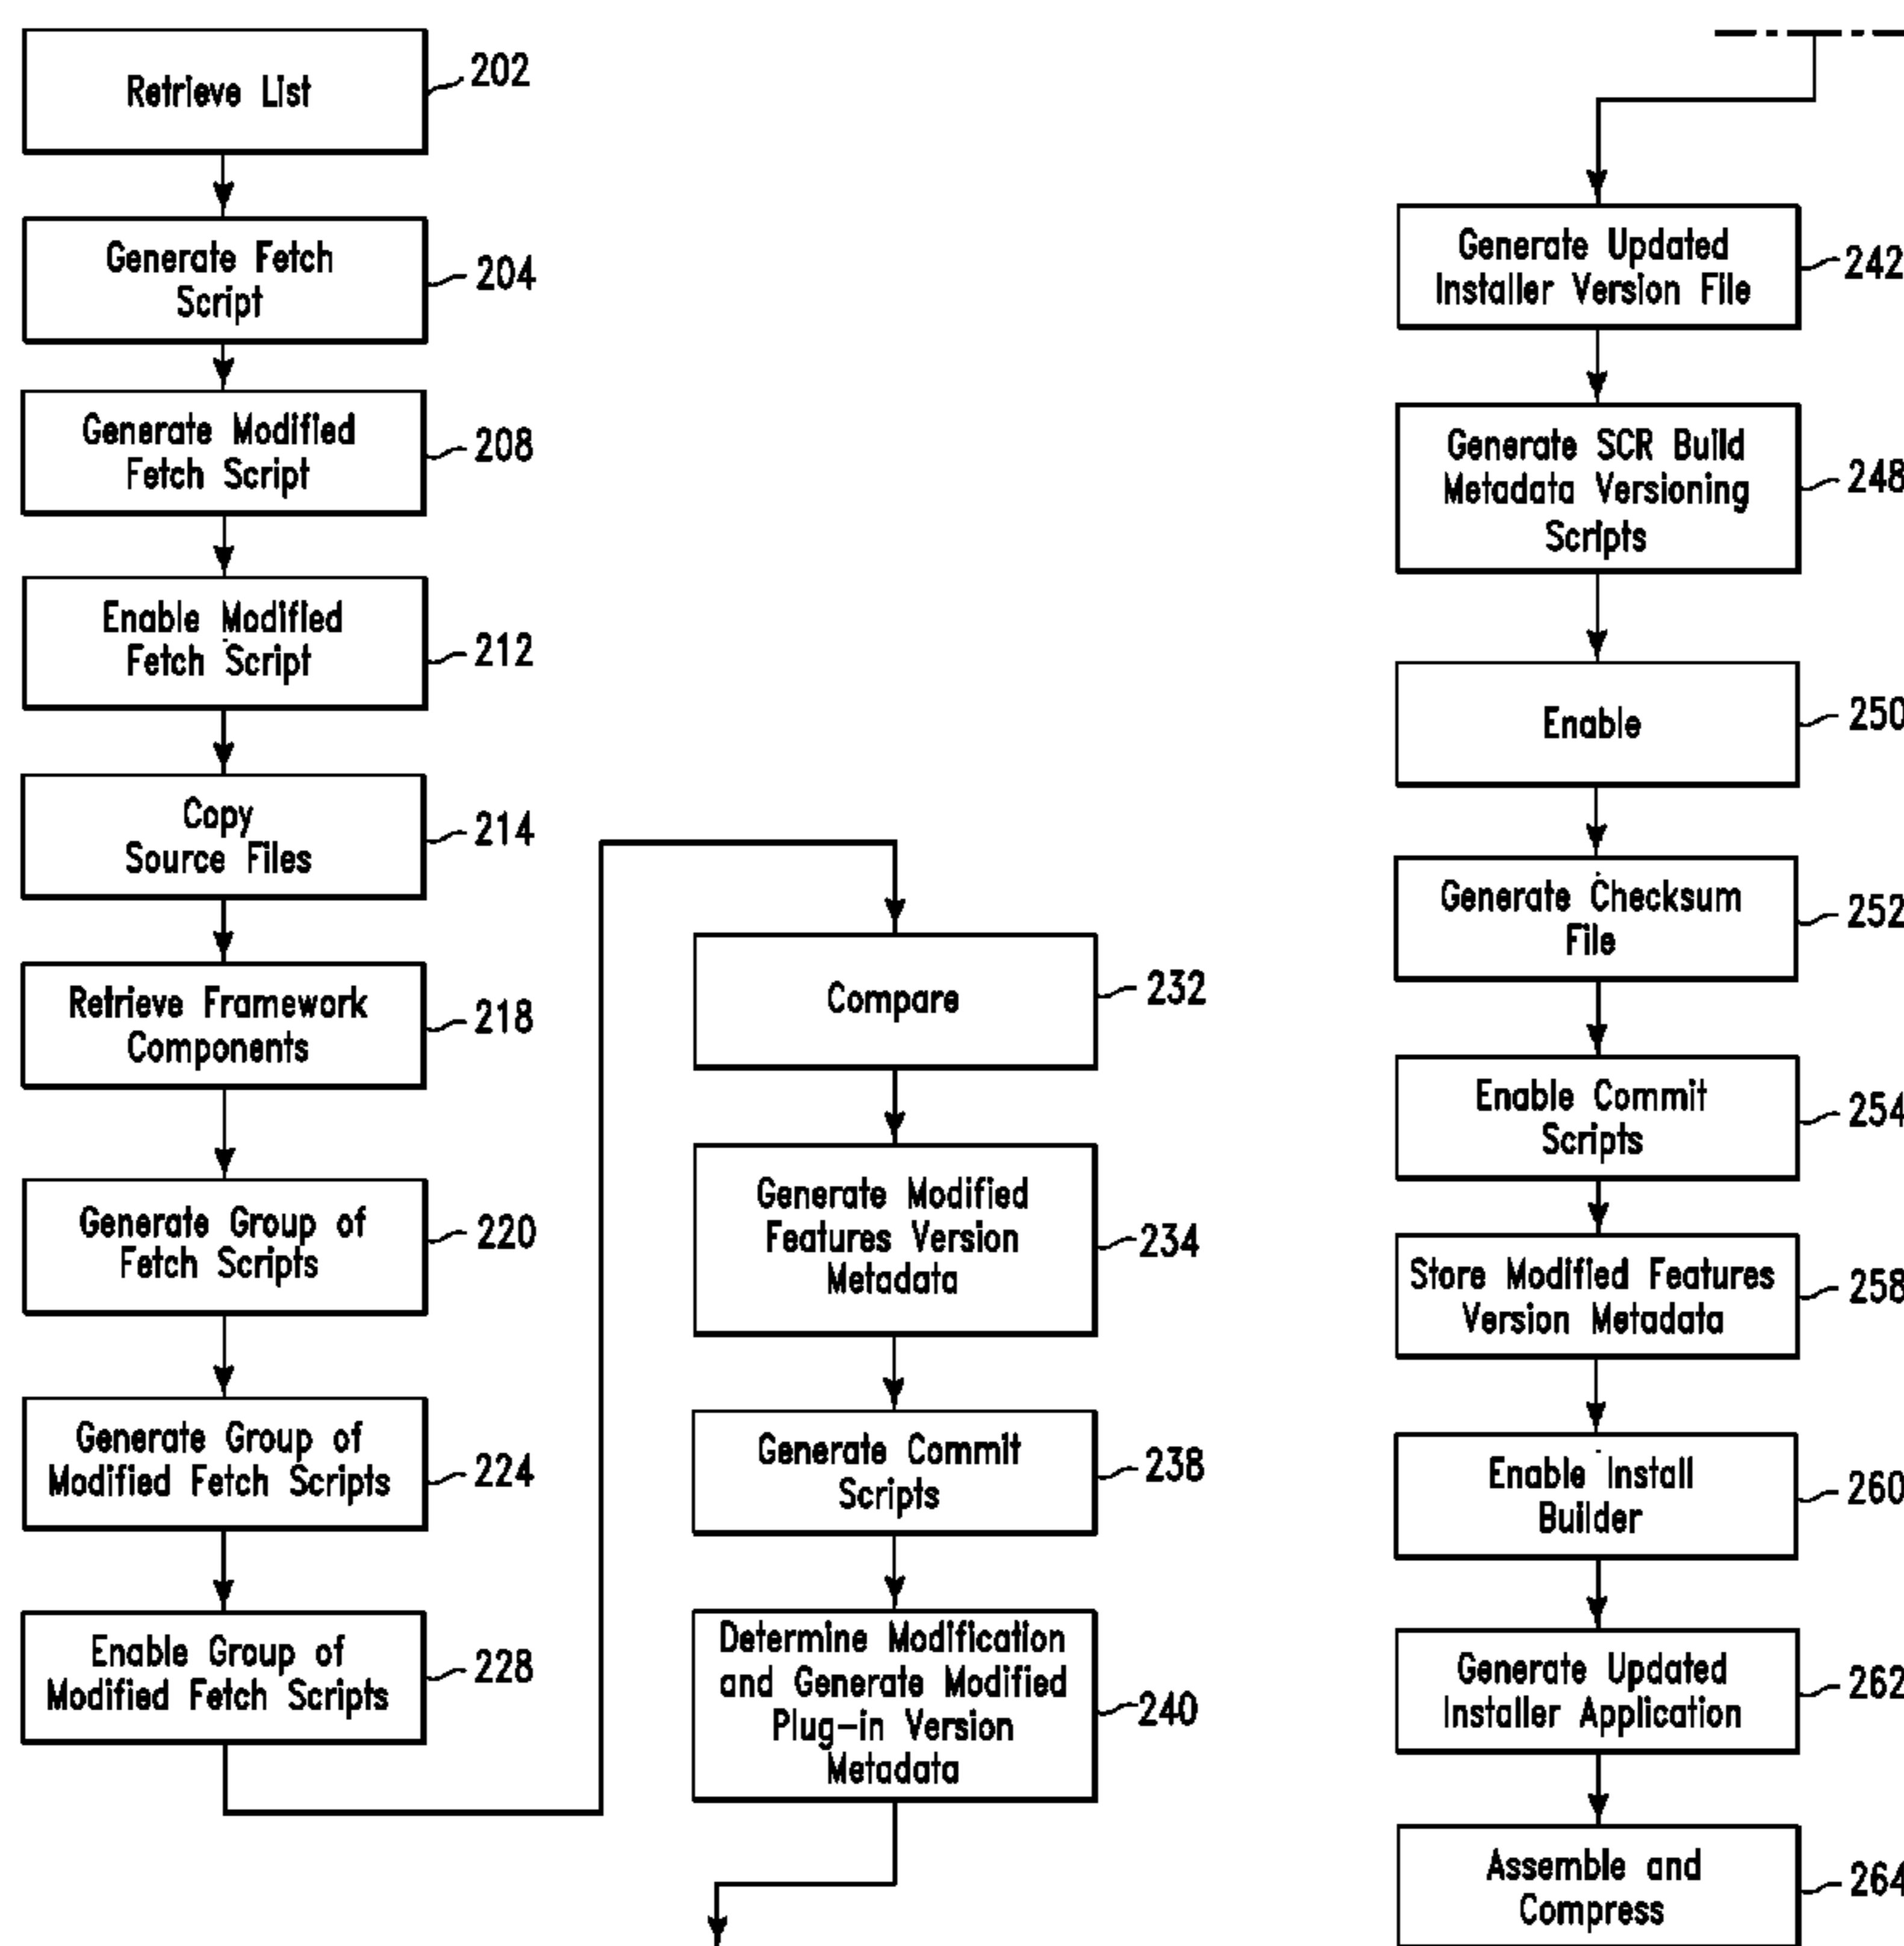 Retrieve List
202
Generate Fetch
Script
204
Generate Modified
Fetch Script
208
Enable Modified
Fetch Script
212
Copy
Source Files
214
Retrieve Framework
Components
218
Generate Group of
Fetch Scripts
220
Generate Group of
Modified Fetch Scripts
224
Enable Group of
Modified Fetch Scripts
228
Compare
232
Generate Modified
Features Version
Metadata
234
Generate Commit
Scripts
238
Determine Modification
and Generate Modified
Plug-in Version
Metadata
240
Generate Updated
Installer Version File
242
Generate SCR Build
Metadata Versioning
Scripts
248
Enable
250
Generate Checksum
File
252
Enable Commit
Scripts
254
Store Modified Features
Version Metadata
258
Enable Install
Builder
260
Generate Updated
Installer Application
262
Assemble and
Compress
264